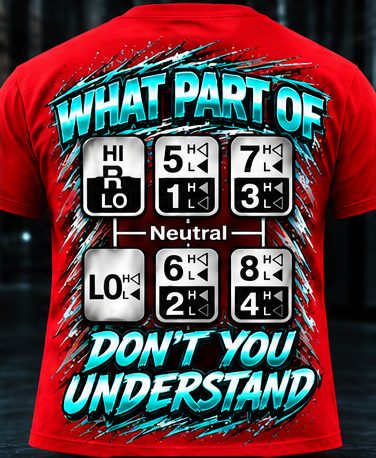 WHAT PART OF
HI R LO
5 H L 1 H L
7 H L 3 H L
Neutral
LO H L
6 H L 2 H L
8 H L 4 H L
DON'T YOU
UNDERSTAND